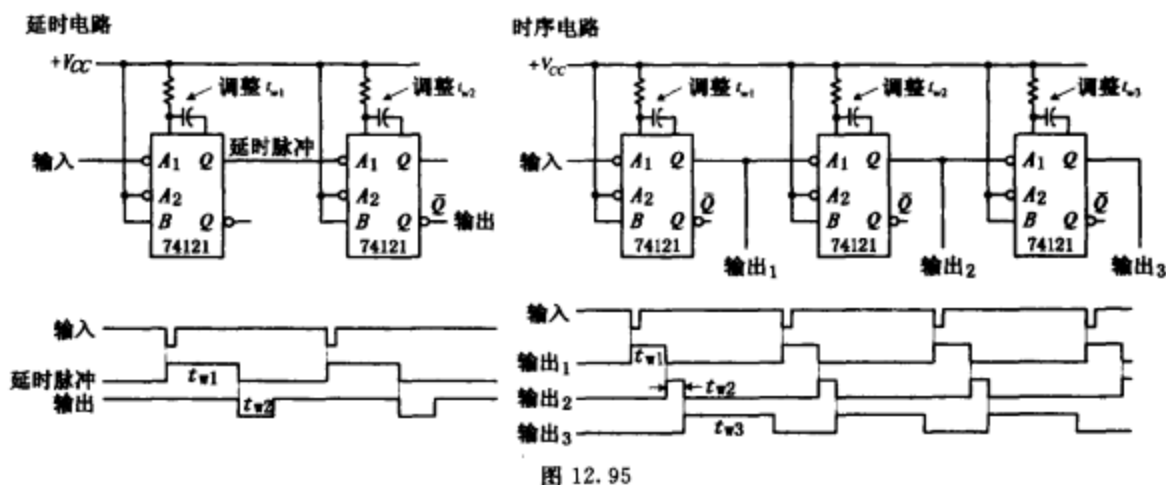 延时电路
+VCC
调整 tw1
调整 tw2
输入
A1 Q
延时脉冲
A1 Q
A2
A2
B Q
B Q
Q̄
输出
74121
74121
输入
延时脉冲
tw1
输出
tw2
时序电路
+VCC
调整 tw1
调整 tw2
调整 tw3
输入
A1 Q
A1 Q
A1 Q
A2
Q̄
A2
Q̄
A2
Q̄
B Q
B Q
B Q
74121
74121
74121
输出1
输出2
输出3
输入
输出1
tw1
tw2
输出2
输出3
tw3
图 12.95